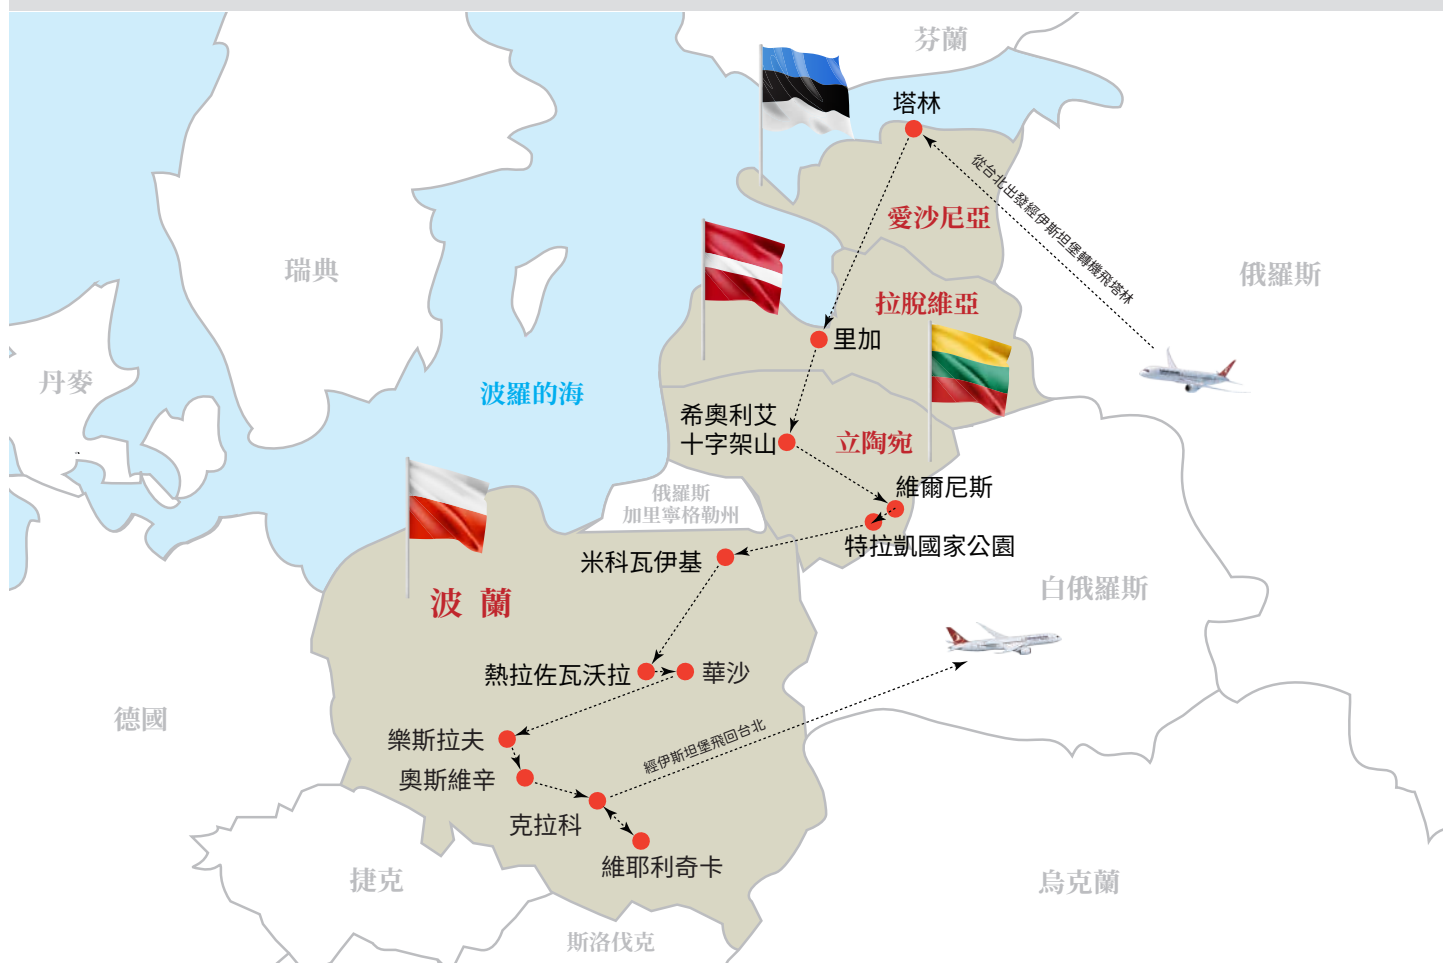 芬蘭
塔林
從台北出發經伊斯坦堡轉機飛塔林
愛沙尼亞
瑞典
俄羅斯
拉脫維亞
里加
丹麥
波羅的海
希奧利艾
十字架山
立陶宛
維爾尼斯
俄羅斯
加里寧格勒州
特拉凱國家公園
米科瓦伊基
白俄羅斯
波蘭
熱拉佐瓦沃拉
華沙
德國
樂斯拉夫
經伊斯坦堡飛回台北
奧斯維辛
克拉科
維耶利奇卡
捷克
烏克蘭
斯洛伐克